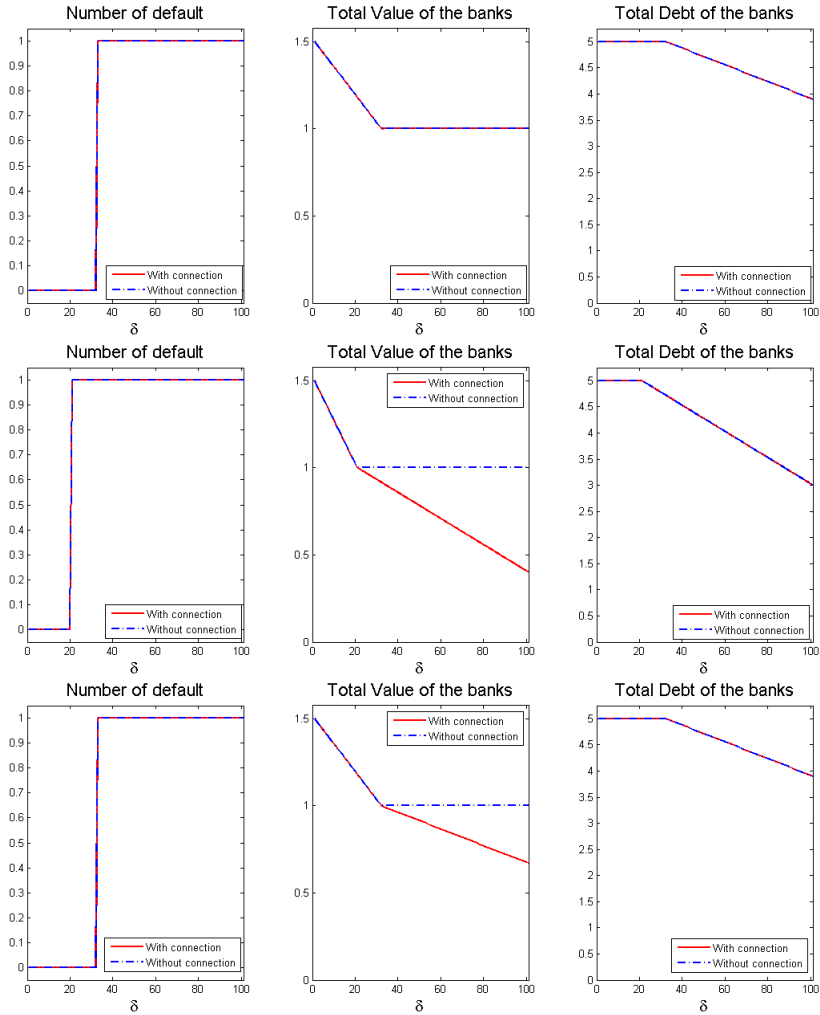 Number of default
Total Value of the banks
Total Debt of the banks
1
0.9
0.8
0.7
0.6
0.5
0.4
0.3
0.2
0.1
0
With connection
Without connection
0 20 40 60 80 100
δ
1.5
1
0.5
0
With connection
Without connection
0 20 40 60 80 100
δ
5
4.5
4
3.5
3
2.5
2
1.5
1
0.5
0
With connection
Without connection
0 20 40 60 80 100
δ
Number of default
Total Value of the banks
Total Debt of the banks
1
0.9
0.8
0.7
0.6
0.5
0.4
0.3
0.2
0.1
0
With connection
Without connection
0 20 40 60 80 100
δ
With connection
Without connection
1.5
1
0.5
0
0 20 40 60 80 100
δ
5
4.5
4
3.5
3
2.5
2
1.5
1
0.5
0
With connection
Without connection
0 20 40 60 80 100
δ
Number of default
Total Value of the banks
Total Debt of the banks
1
0.9
0.8
0.7
0.6
0.5
0.4
0.3
0.2
0.1
0
With connection
Without connection
0 20 40 60 80 100
δ
With connection
Without connection
1.5
1
0.5
0
0 20 40 60 80 100
δ
5
4.5
4
3.5
3
2.5
2
1.5
1
0.5
0
With connection
Without connection
0 20 40 60 80 100
δ